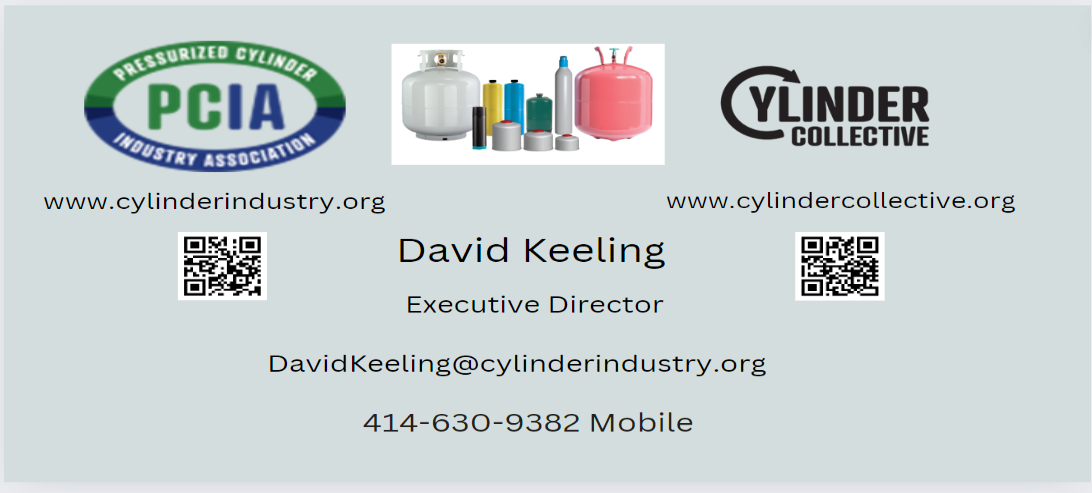 PRESSURIZED CYLINDER
PCIA
INDUSTRY ASSOCIATION
CYLINDER
COLLECTIVE
www.cylinderindustry.org
www.cylindercollective.org
David Keeling
Executive Director
DavidKeeling@cylinderindustry.org
414-630-9382 Mobile